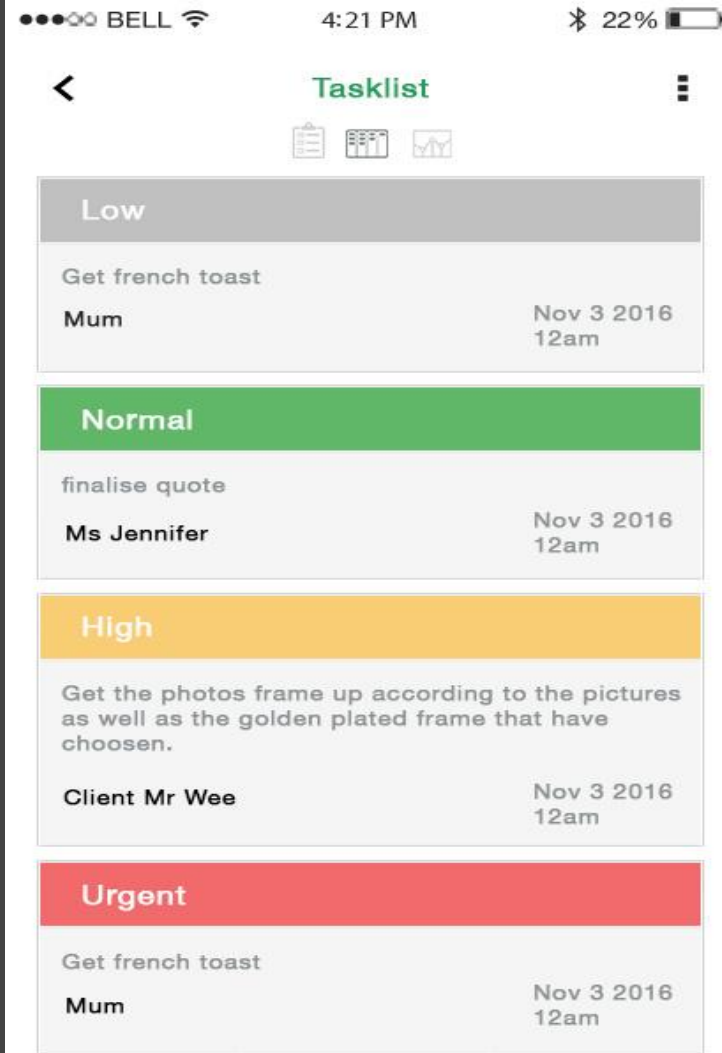 BELL 4:21 PM 22%
Tasklist
Low
Get french toast
Mum
Nov 3 2016
12am
Normal
finalise quote
Ms Jennifer
Nov 3 2016
12am
High
Get the photos frame up according to the pictures
as well as the golden plated frame that have
choosen.
Client Mr Wee
Nov 3 2016
12am
Urgent
Get french toast
Mum
Nov 3 2016
12am